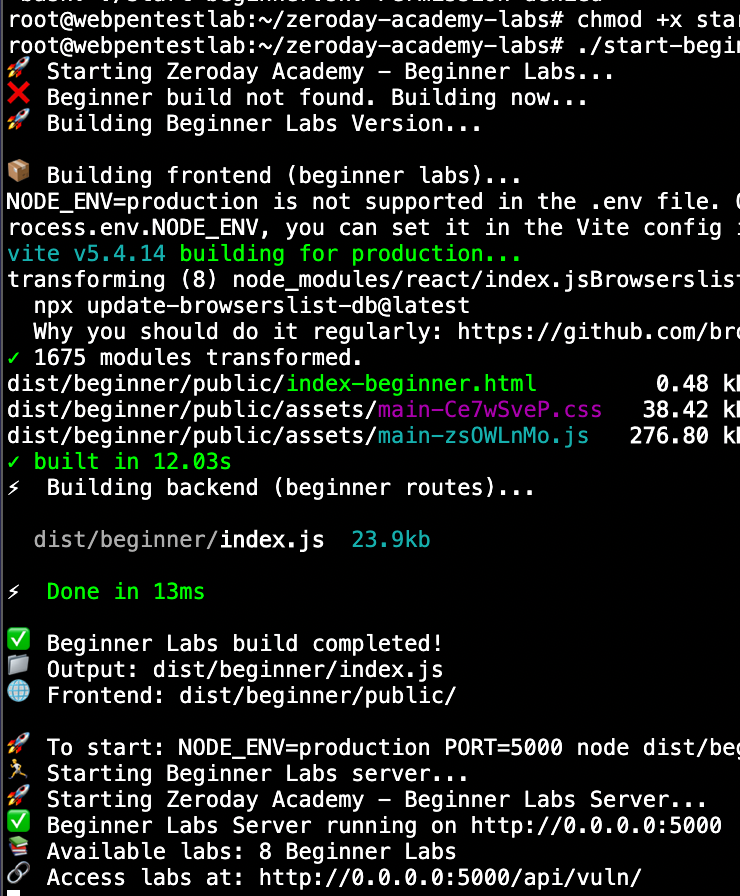 root@webpentestlab:~/zeroday-academy-labs# chmod +x star
root@webpentestlab:~/zeroday-academy-labs# ./start-begin
🚀 Starting Zeroday Academy - Beginner Labs...
❌ Beginner build not found. Building now...
🚀 Building Beginner Labs Version...
📦 Building frontend (beginner labs)...
NODE_ENV=production is not supported in the .env file.
rocess.env.NODE_ENV, you can set it in the Vite config i
vite v5.4.14 building for production...
transforming (8) node_modules/react/index.jsBrowserslist
npx update-browserslist-db@latest
Why you should do it regularly: https://github.com/bro
✓ 1675 modules transformed.
dist/beginner/public/index-beginner.html 0.48 kB
dist/beginner/public/assets/main-Ce7wSveP.css 38.42 kB
dist/beginner/public/assets/main-zsOWLnMo.js 276.80 kB
✓ built in 12.03s
⚡ Building backend (beginner routes)...
dist/beginner/index.js 23.9kb
⚡ Done in 13ms
✅ Beginner Labs build completed!
📁 Output: dist/beginner/index.js
🌐 Frontend: dist/beginner/public/
🚀 To start: NODE_ENV=production PORT=5000 node dist/beg
🏃 Starting Beginner Labs server...
🚀 Starting Zeroday Academy - Beginner Labs Server...
✅ Beginner Labs Server running on http://0.0.0.0:5000
📚 Available labs: 8 Beginner Labs
🔗 Access labs at: http://0.0.0.0:5000/api/vuln/